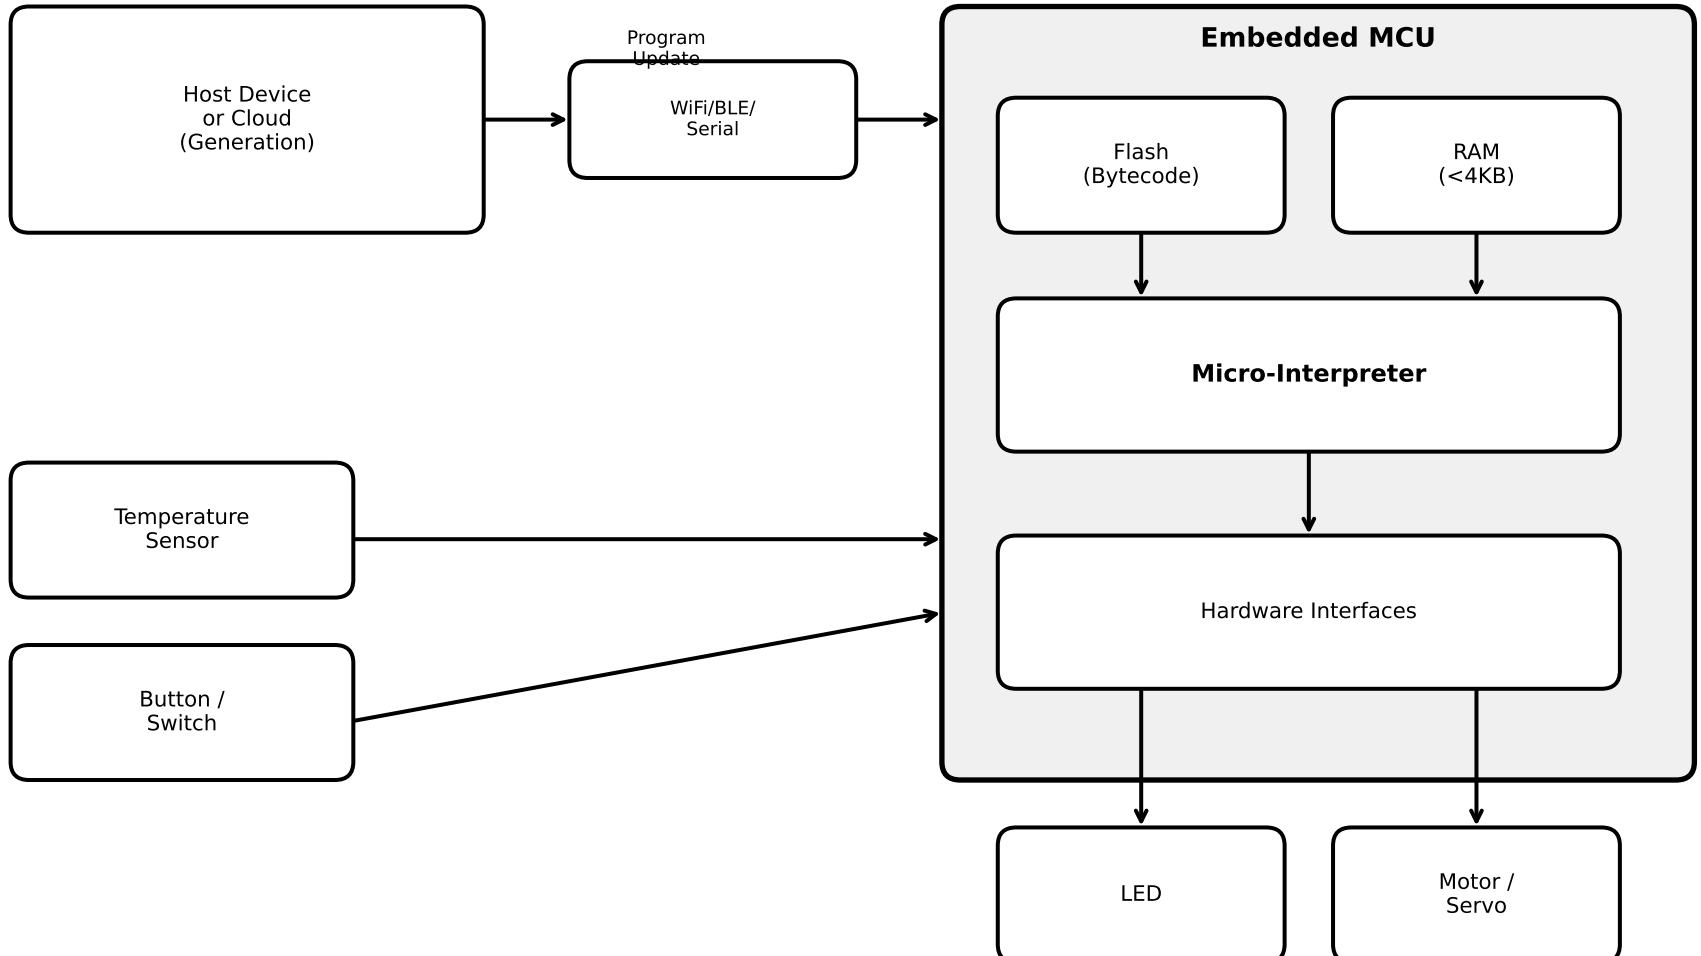 Host Device
or Cloud
(Generation)
Program
Update
WiFi/BLE/
Serial
Embedded MCU
Flash
(Bytecode)
RAM
(<4KB)
Micro-Interpreter
Temperature
Sensor
Button /
Switch
Hardware Interfaces
LED
Motor /
Servo